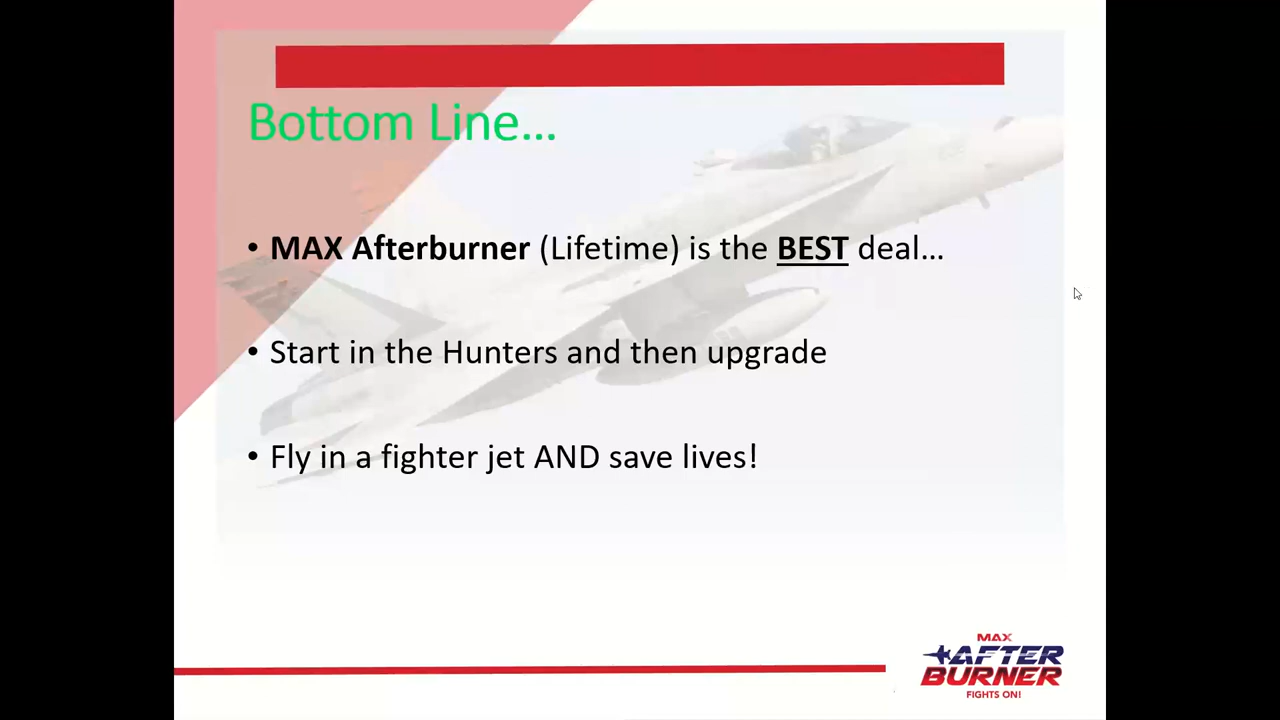 Bottom Line...
• MAX Afterburner (Lifetime) is the BEST deal...
• Start in the Hunters and then upgrade
• Fly in a fighter jet AND save lives!
MAX
AFTER
BURNER
FIGHTS ON!